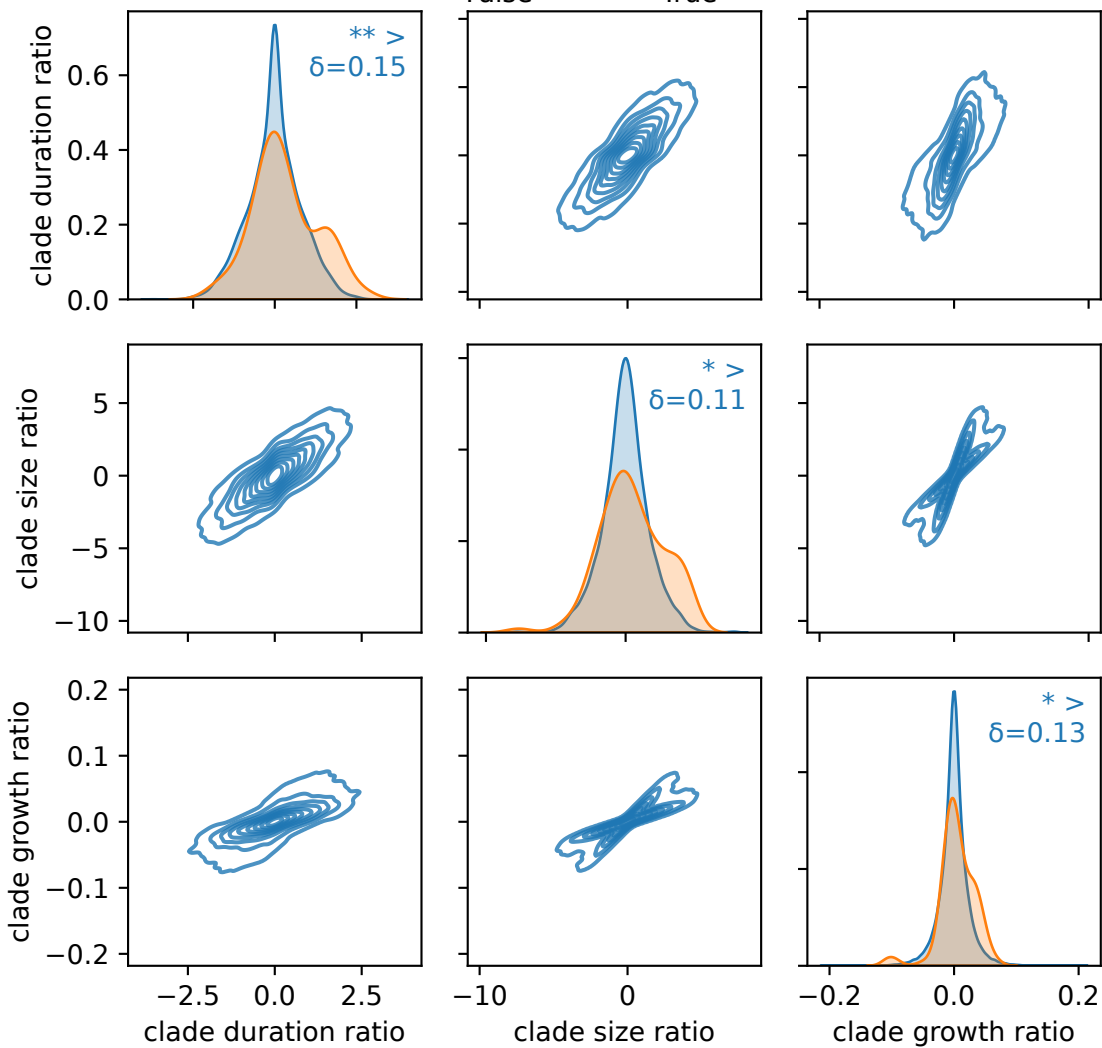 ** >
δ=0.15
clade duration ratio
0.6
0.4
0.2
0.0
−2.5 0.0 2.5
* >
δ=0.11
clade size ratio
5
0
−5
−10
−10 0
* >
δ=0.13
clade growth ratio
0.2
0.1
0.0
−0.1
−0.2
−0.2 0.0 0.2
clade duration ratio clade size ratio clade growth ratio